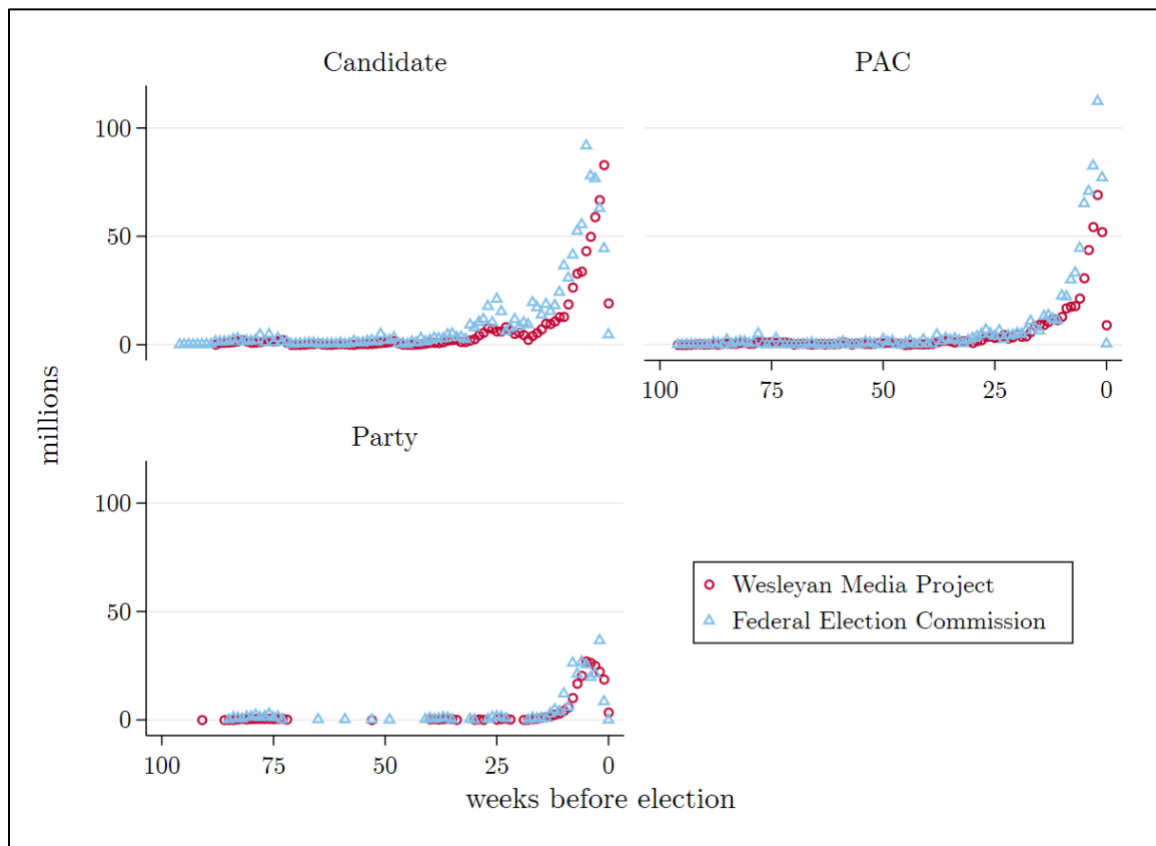 Candidate
PAC
100
50
0
100 75 50 25 0
Party
millions
100
50
0
100 75 50 25 0
weeks before election
Wesleyan Media Project
Federal Election Commission